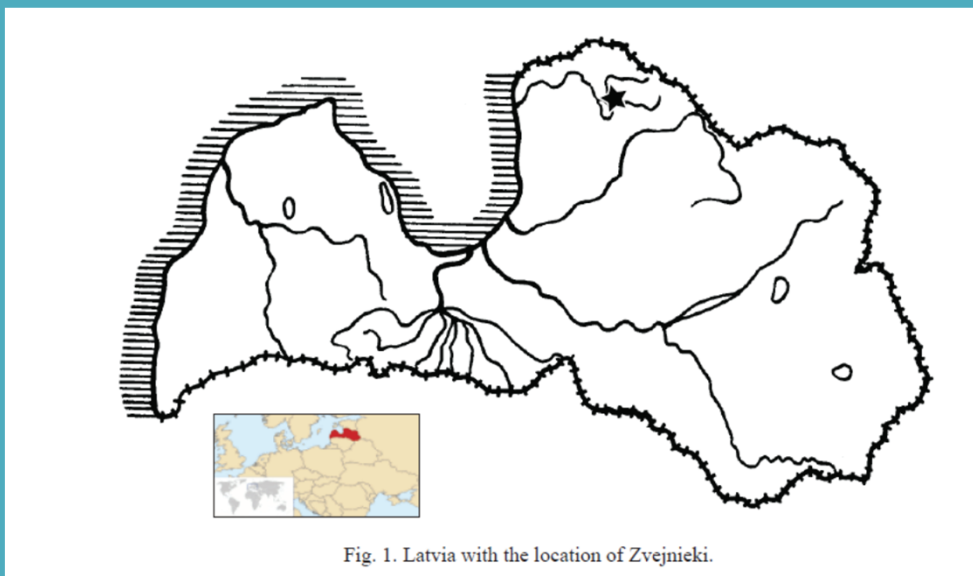 Fig. 1. Latvia with the location of Zvejnieki.